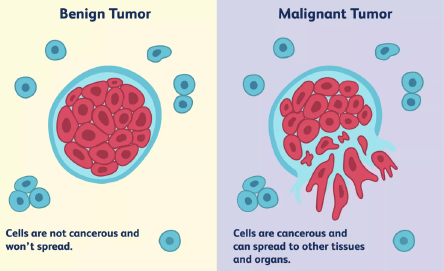 Benign Tumor
Cells are not cancerous and
won't spread.
Malignant Tumor
Cells are cancerous and
can spread to other tissues
and organs.